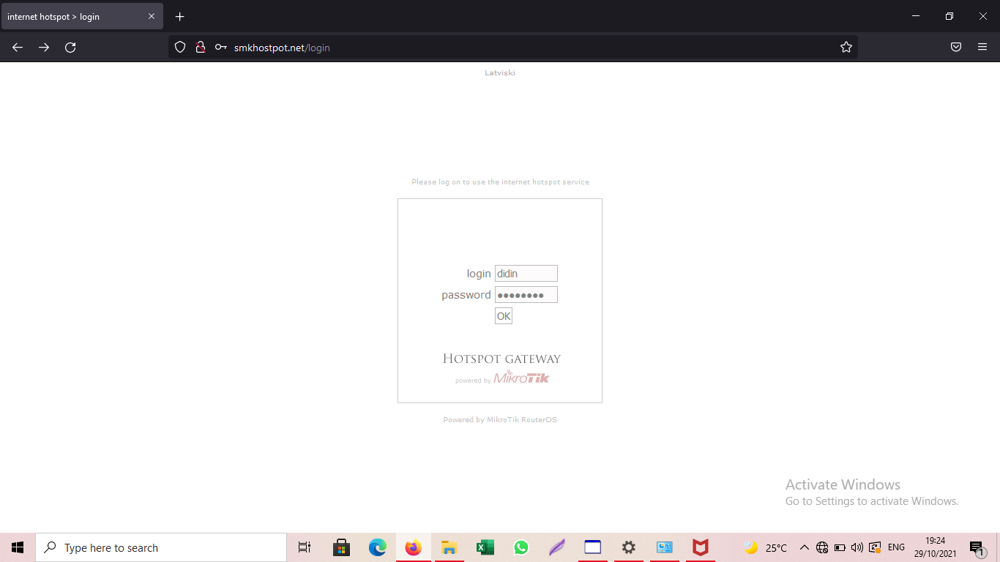 internet hotspot > login
smkhostpot.net/login
Latviski
Please log on to use the internet hotspot service
login didin
password ●●●●●●●●
OK
HOTSPOT GATEWAY
powered by MikroTik
Powered by MikroTik RouterOS
Activate Windows
Go to Settings to activate Windows.
Type here to search
25°C
ENG
19:24
29/10/2021
1